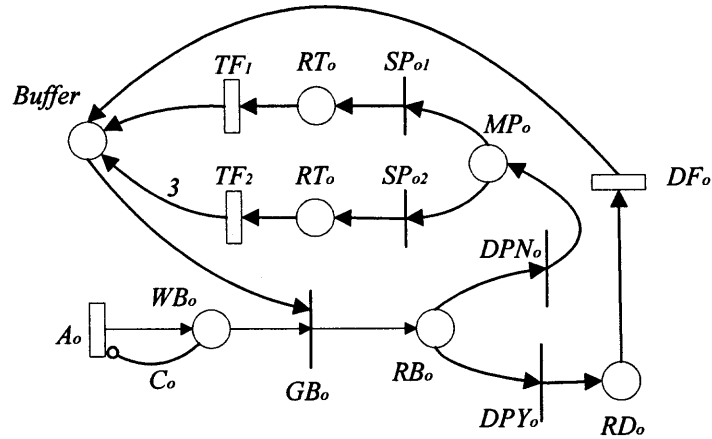 TF1 RTo SPo1
Buffer
MPo
3 TF2 RTo SPo2
DFo
DPNo
WBo
Ao
Co
GBo RBo
DPYo RDo